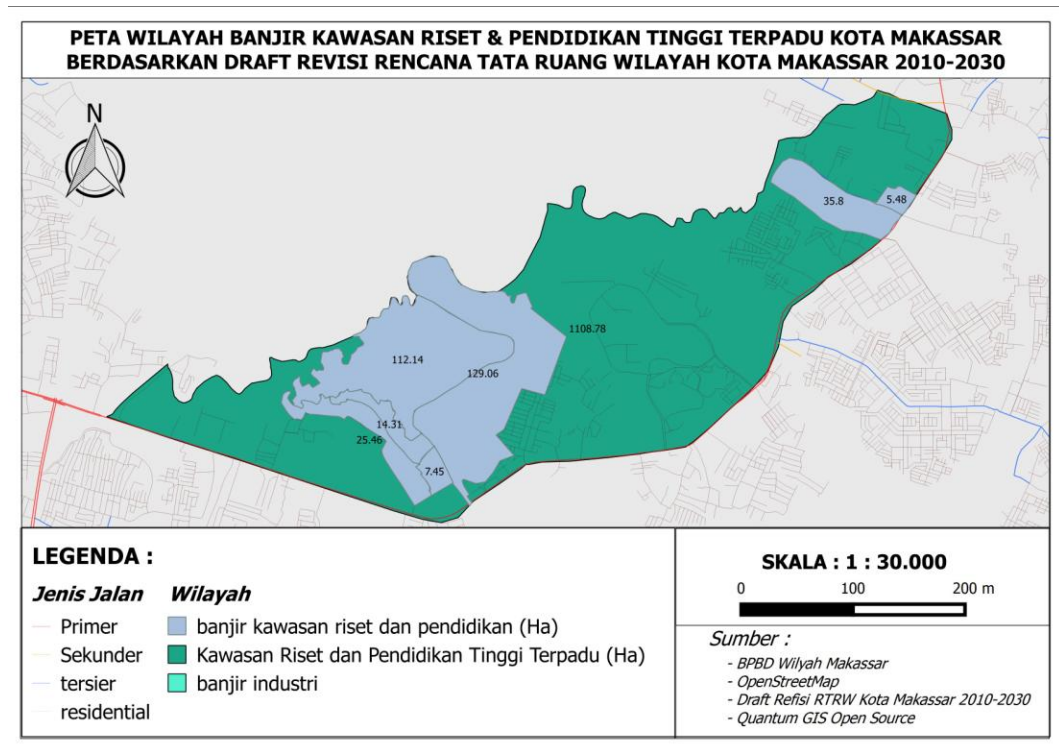 PETA WILAYAH BANJIR KAWASAN RISET & PENDIDIKAN TINGGI TERPADU KOTA MAKASSAR
BERDASARKAN DRAFT REVISI RENCANA TATA RUANG WILAYAH KOTA MAKASSAR 2010-2030
N
35.8
5.48
1108.78
112.14
129.06
14.31
25.46
7.45
LEGENDA :
Jenis Jalan
Primer
Sekunder
tersier
residential
Wilayah
banjir kawasan riset dan pendidikan (Ha)
Kawasan Riset dan Pendidikan Tinggi Terpadu (Ha)
banjir industri
SKALA : 1 : 30.000
0 100 200 m
Sumber :
- BPBD Wilyah Makassar
- OpenStreetMap
- Draft Refisi RTRW Kota Makassar 2010-2030
- Quantum GIS Open Source